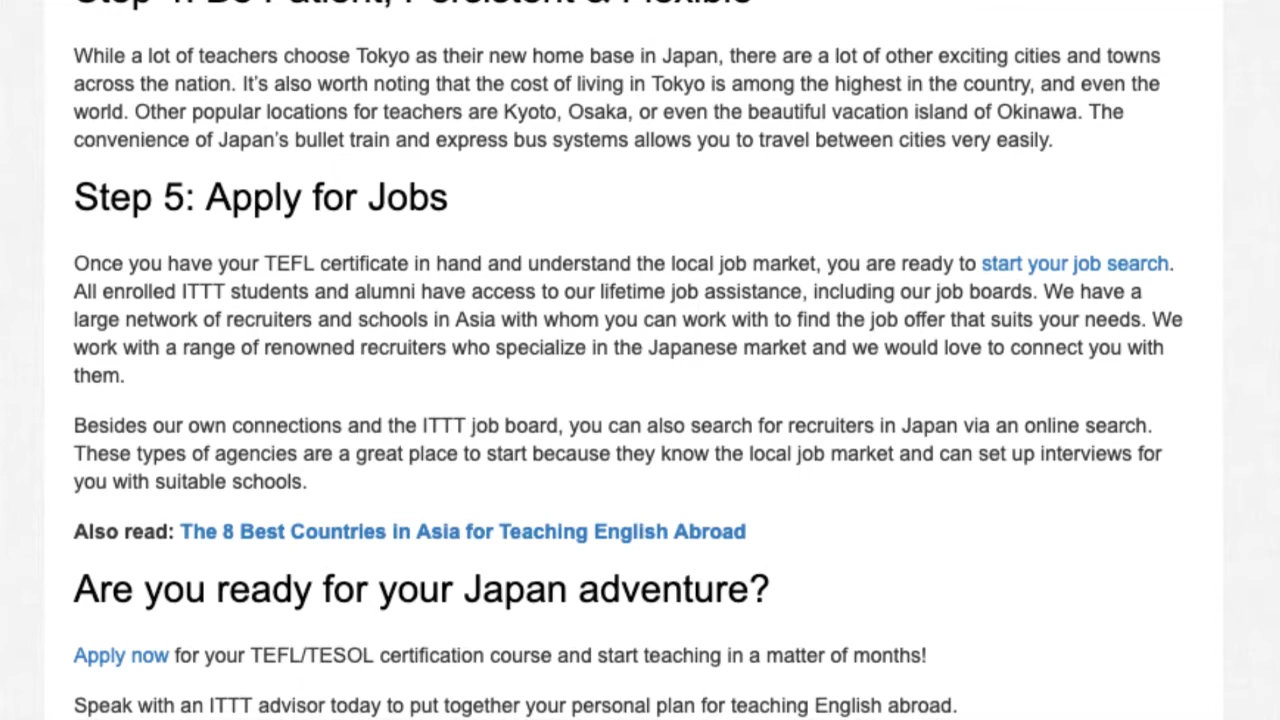 Step 4: Be Patient, Persistent & Flexible
While a lot of teachers choose Tokyo as their new home base in Japan, there are a lot of other exciting cities and towns
across the nation. It's also worth noting that the cost of living in Tokyo is among the highest in the country, and even the
world. Other popular locations for teachers are Kyoto, Osaka, or even the beautiful vacation island of Okinawa. The
convenience of Japan's bullet train and express bus systems allows you to travel between cities very easily.
Step 5: Apply for Jobs
Once you have your TEFL certificate in hand and understand the local job market, you are ready to start your job search.
All enrolled ITTT students and alumni have access to our lifetime job assistance, including our job boards. We have a
large network of recruiters and schools in Asia with whom you can work with to find the job offer that suits your needs. We
work with a range of renowned recruiters who specialize in the Japanese market and we would love to connect you with
them.
Besides our own connections and the ITTT job board, you can also search for recruiters in Japan via an online search.
These types of agencies are a great place to start because they know the local job market and can set up interviews for
you with suitable schools.
Also read: The 8 Best Countries in Asia for Teaching English Abroad
Are you ready for your Japan adventure?
Apply now for your TEFL/TESOL certification course and start teaching in a matter of months!
Speak with an ITTT advisor today to put together your personal plan for teaching English abroad.